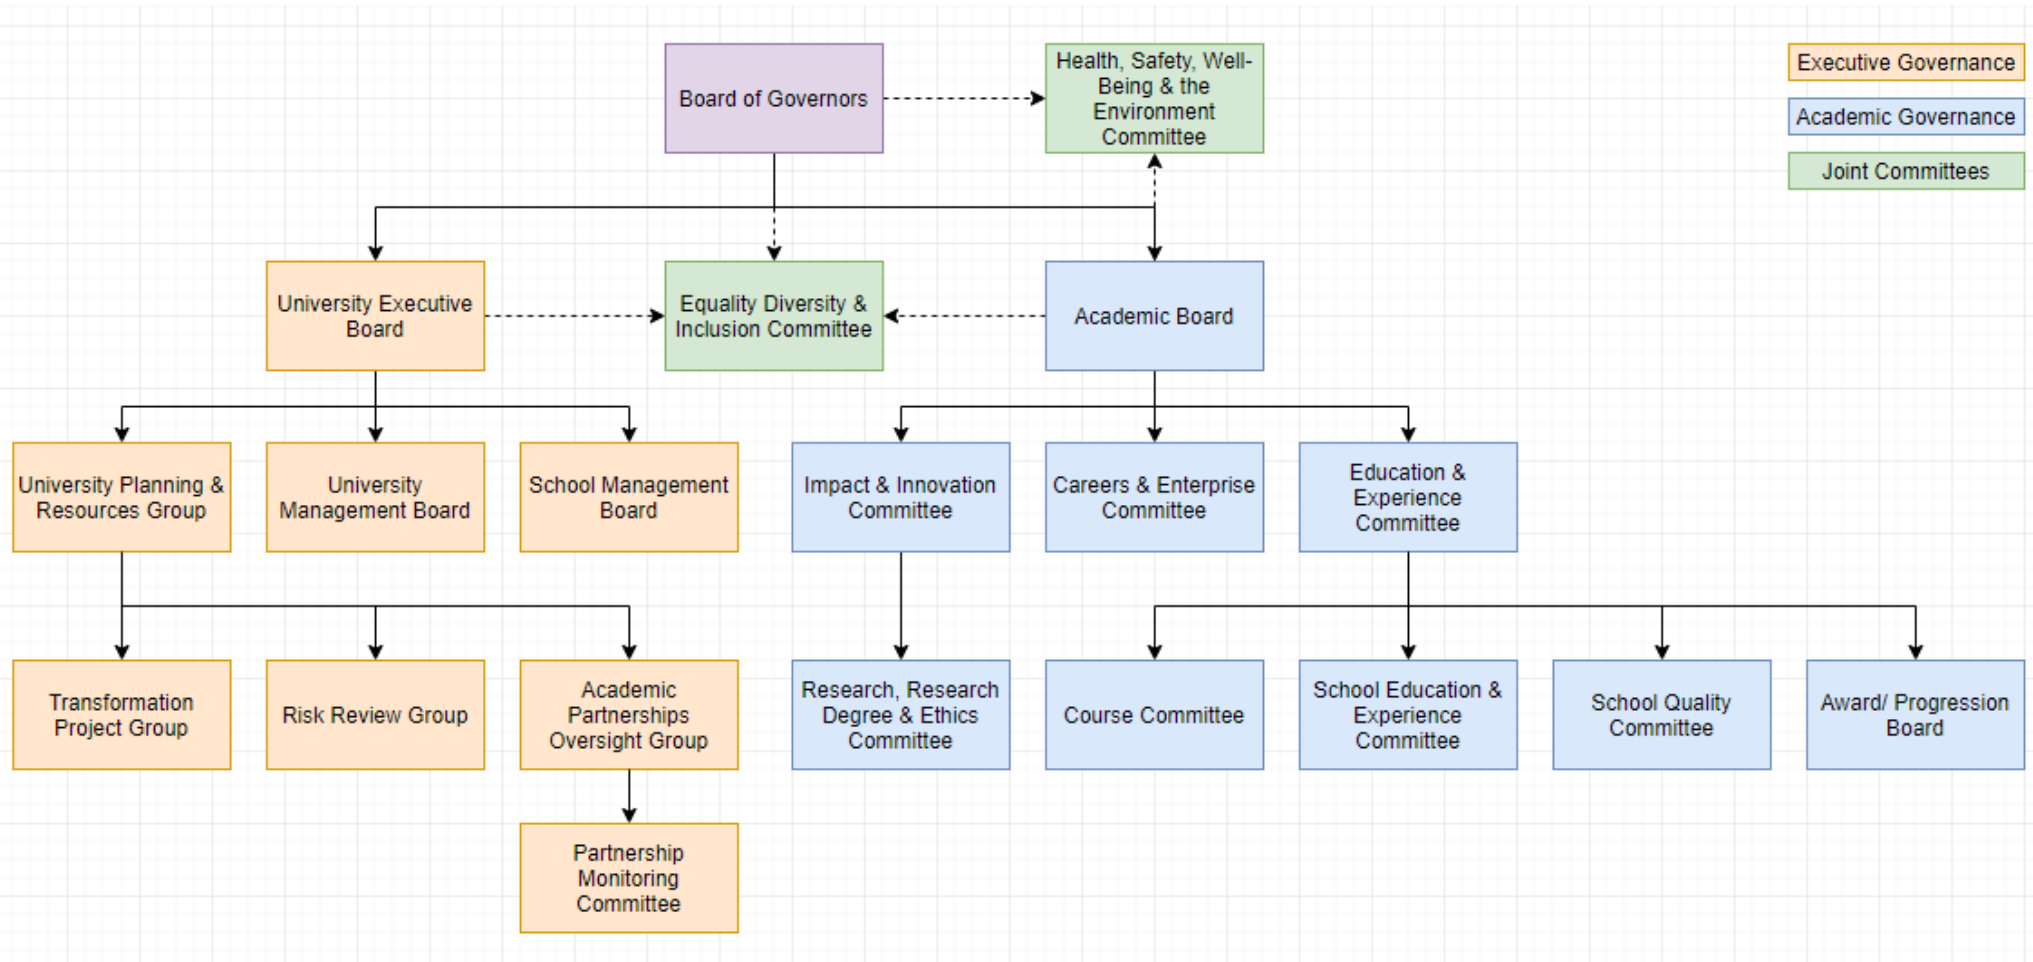 Board of Governors
Health, Safety, Well-
Being & the
Environment
Committee
Executive Governance
Academic Governance
Joint Committees
University Executive
Board
Equality Diversity &
Inclusion Committee
Academic Board
University Planning &
Resources Group
University
Management Board
School Management
Board
Impact & Innovation
Committee
Careers & Enterprise
Committee
Education &
Experience
Committee
Transformation
Project Group
Risk Review Group
Academic
Partnerships
Oversight Group
Research, Research
Degree & Ethics
Committee
Course Committee
School Education &
Experience
Committee
School Quality
Committee
Award/ Progression
Board
Partnership
Monitoring
Committee